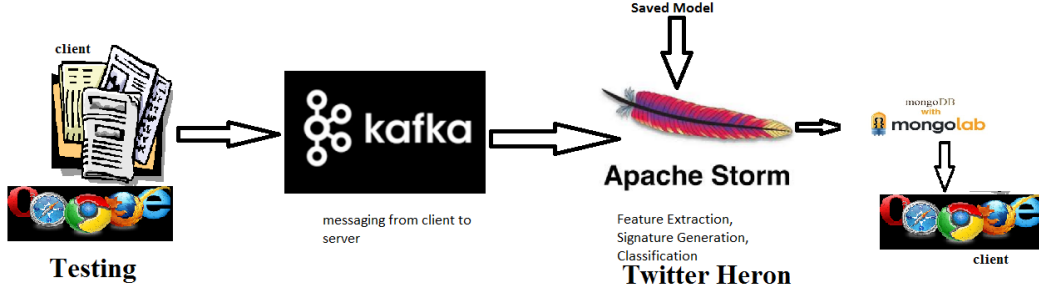 client
Testing
kafka
messaging from client to
server
Saved Model
Apache Storm
Feature Extraction,
Signature Generation,
Classification
Twitter Heron
mongoDB
with
mongolab
client